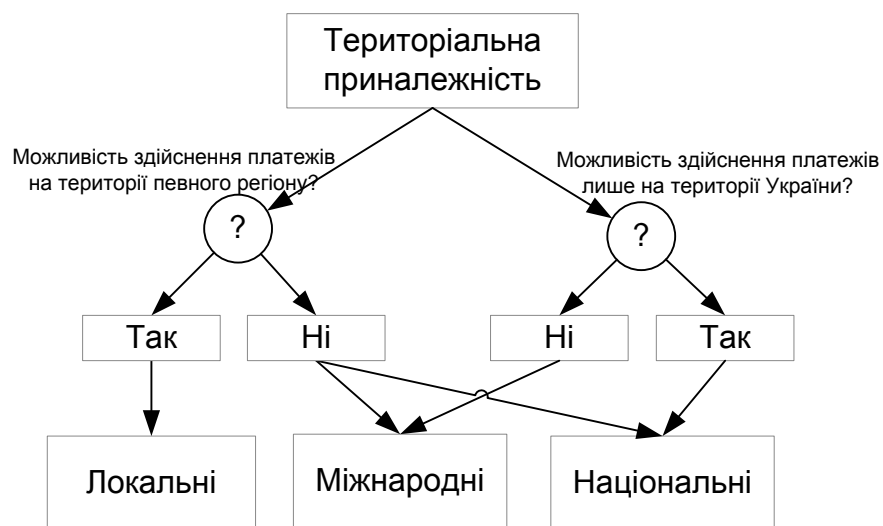 Територіальна
приналежність
Можливість здійснення платежів
на території певного регіону?
Можливість здійснення платежів
лише на території України?
?
?
Так
Ні
Ні
Так
Локальні
Міжнародні
Національні